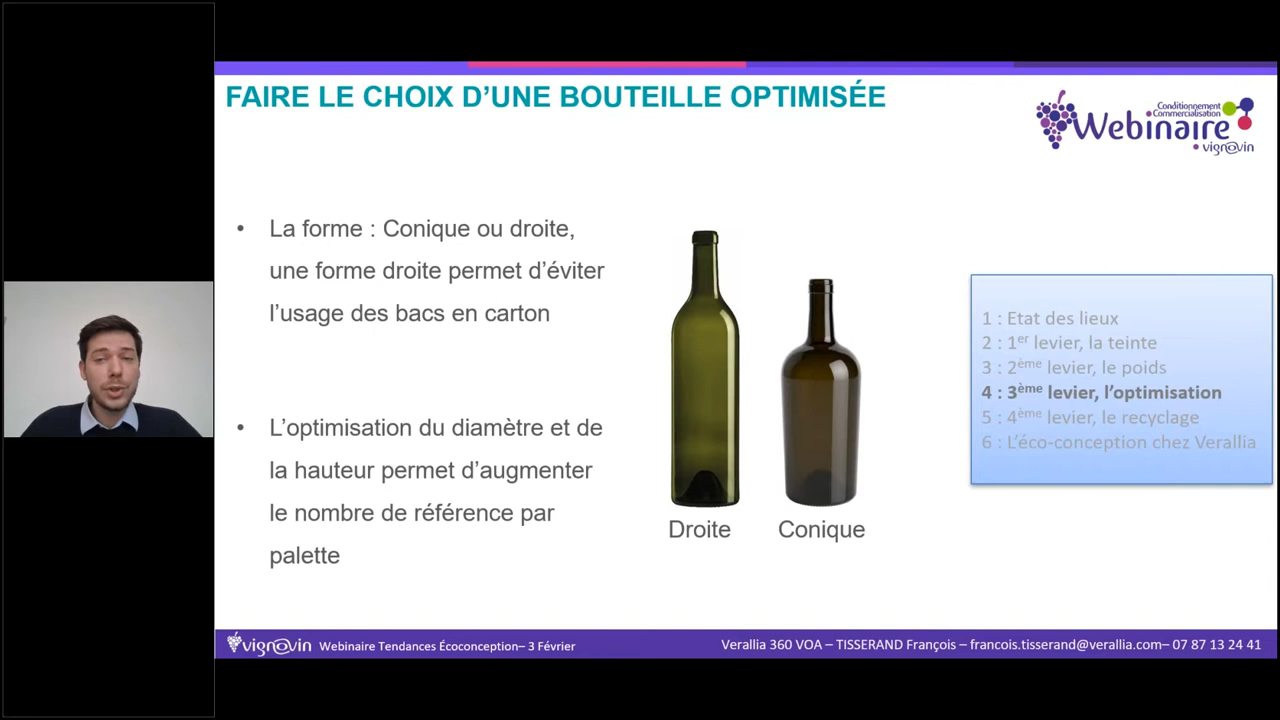 FAIRE LE CHOIX D’UNE BOUTEILLE OPTIMISÉE
Conditionnement
Commercialisation
Webinaire
vign@vin
• La forme : Conique ou droite,
une forme droite permet d’éviter
l’usage des bacs en carton
• L’optimisation du diamètre et de
la hauteur permet d’augmenter
le nombre de référence par
palette
Droite
Conique
1 : Etat des lieux
2 : 1er levier, la teinte
3 : 2ème levier, le poids
4 : 3ème levier, l’optimisation
5 : 4ème levier, le recyclage
6 : L’éco-conception chez Verallia
vign@vin Webinaire Tendances Écoconception– 3 Février
Verallia 360 VOA – TISSERAND François – francois.tisserand@verallia.com– 07 87 13 24 41